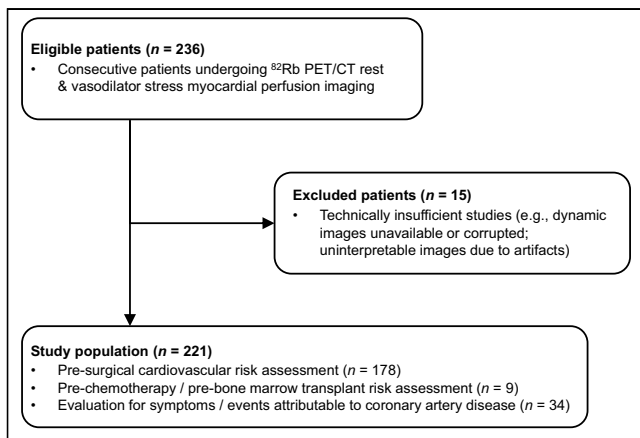 Eligible patients (n = 236)
• Consecutive patients undergoing ⁸²Rb PET/CT rest
& vasodilator stress myocardial perfusion imaging
Excluded patients (n = 15)
• Technically insufficient studies (e.g., dynamic
images unavailable or corrupted;
uninterpretable images due to artifacts)
Study population (n = 221)
• Pre-surgical cardiovascular risk assessment (n = 178)
• Pre-chemotherapy / pre-bone marrow transplant risk assessment (n = 9)
• Evaluation for symptoms / events attributable to coronary artery disease (n = 34)